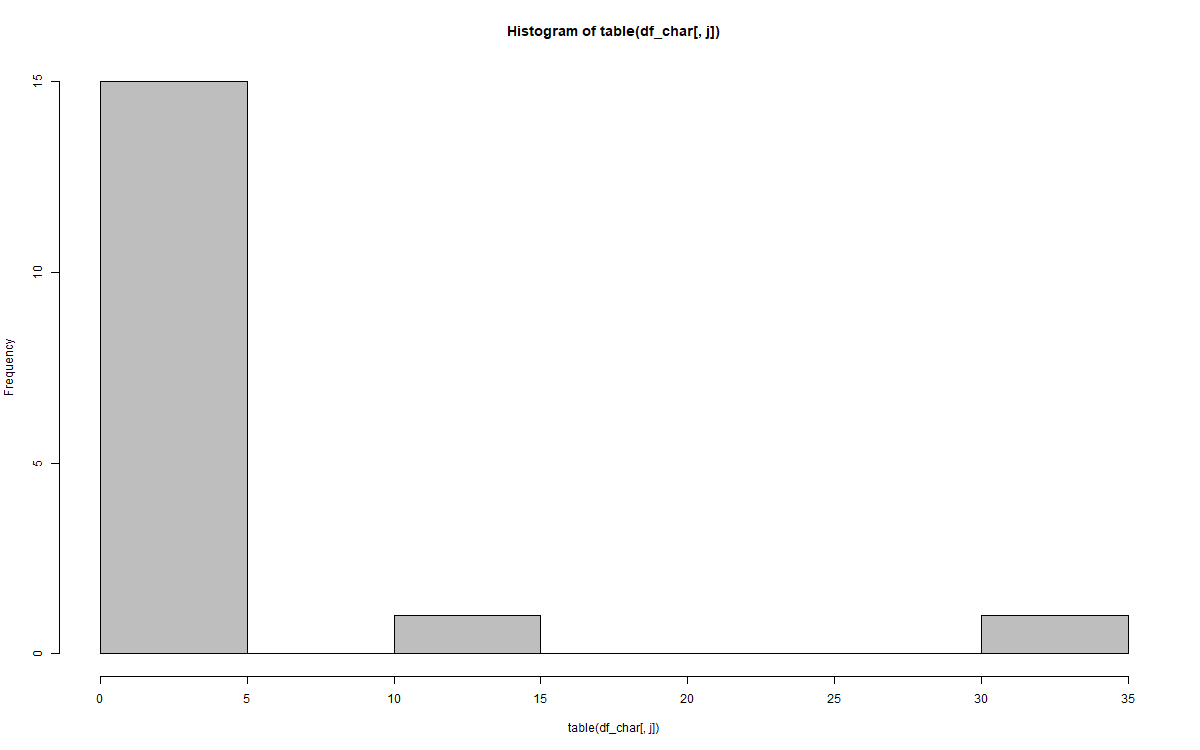 Histogram of table(df_char[, j])
Frequency
15
10
5
0
0 5 10 15 20 25 30 35
table(df_char[, j])